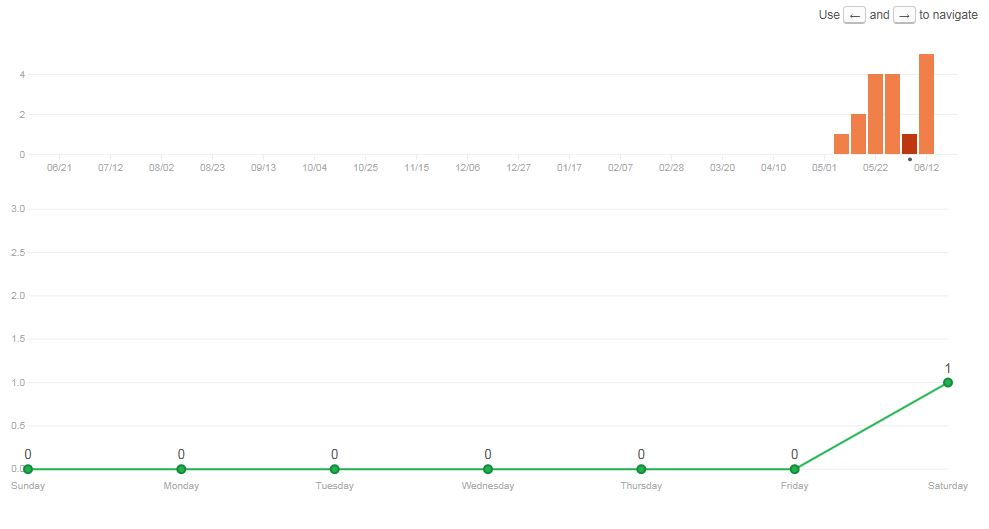 Use ← and → to navigate
4
2
0
06/21 07/12 08/02 08/23 09/13 10/04 10/25 11/15 12/06 12/27 01/17 02/07 02/28 03/20 04/10 05/01 05/22 06/12
3.0
2.5
2.0
1.5
1.0
1
0.5
0 0 0 0 0 0
0.0
Sunday Monday Tuesday Wednesday Thursday Friday Saturday